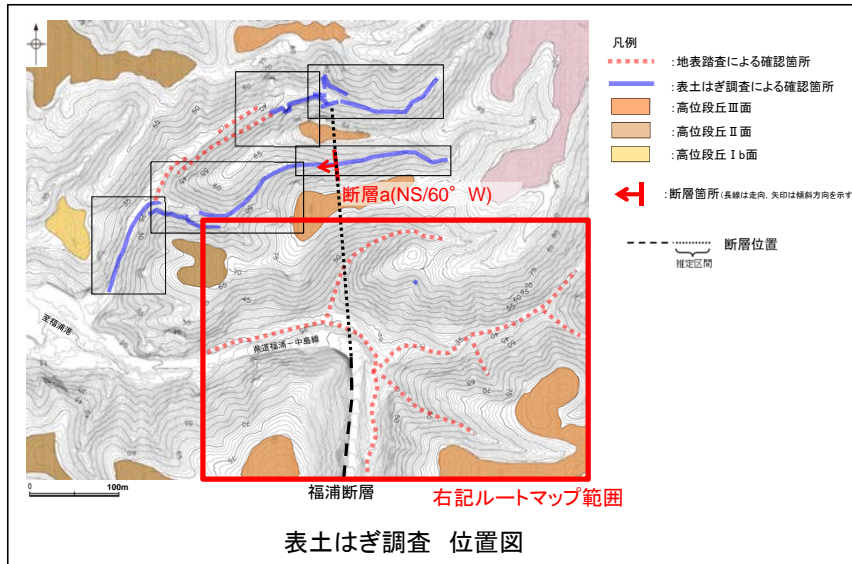 凡例
:地表踏査による確認箇所
:表土はぎ調査による確認箇所
:高位段丘Ⅲ面
:高位段丘Ⅱ面
:高位段丘Ⅰb面
:断層箇所(長線は走向,矢印は傾斜方向を示す
断層位置
推定区間
断層a(NS/60°W)
至福浦港
県道福浦-中島線
0 100m
福浦断層
右記ルートマップ範囲
表土はぎ調査 位置図